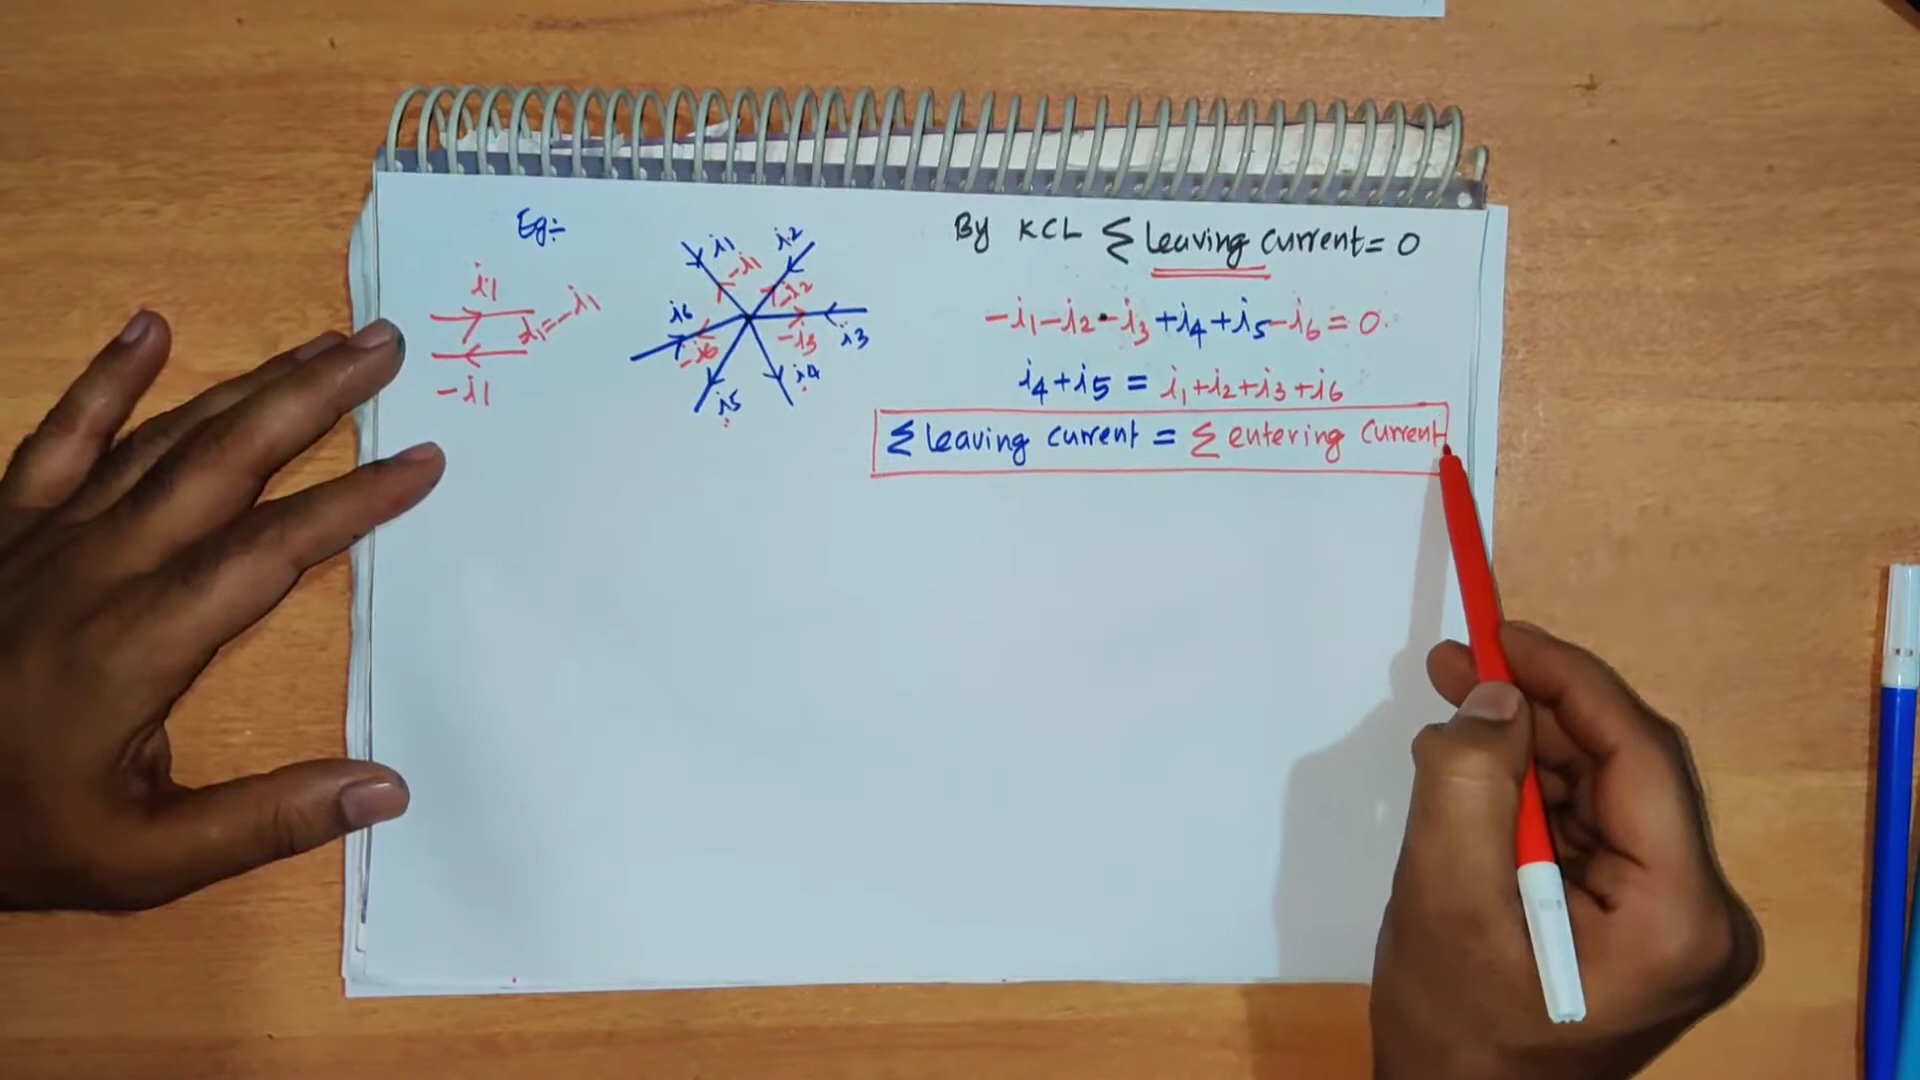 Eg:-
i1
i1=-i1
-i1
i1
i2
-i1
-i2
i6
-i6
-i3
i3
i4
i5
By KCL Σ leaving current = 0
-i1-i2-i3+i4+i5-i6=0.
i4+i5 = i1+i2+i3+i6
Σ leaving current = Σ entering current